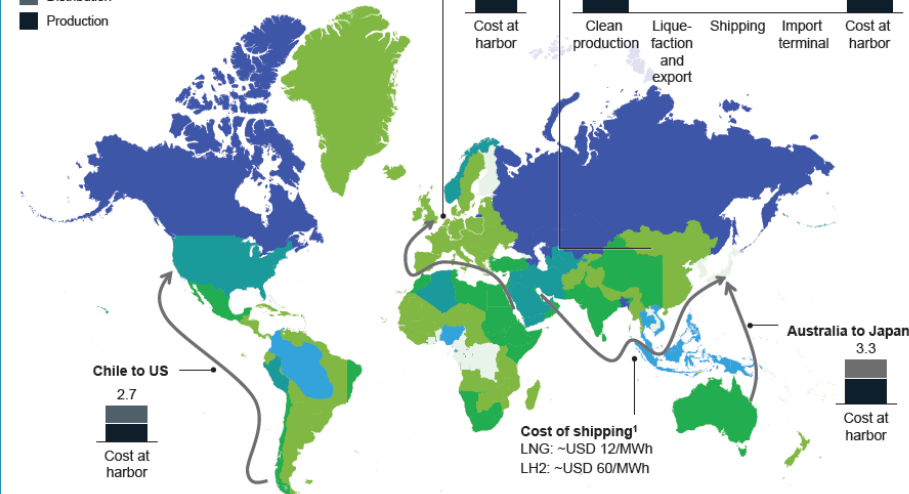 Distribution
Production
Cost at
harbor
Clean
production
Lique-
faction
and
export
Shipping
Import
terminal
Cost at
harbor
Chile to US
2.7
Cost at
harbor
Cost of shipping¹
LNG: ~USD 12/MWh
LH2: ~USD 60/MWh
Australia to Japan
3.3
Cost at
harbor